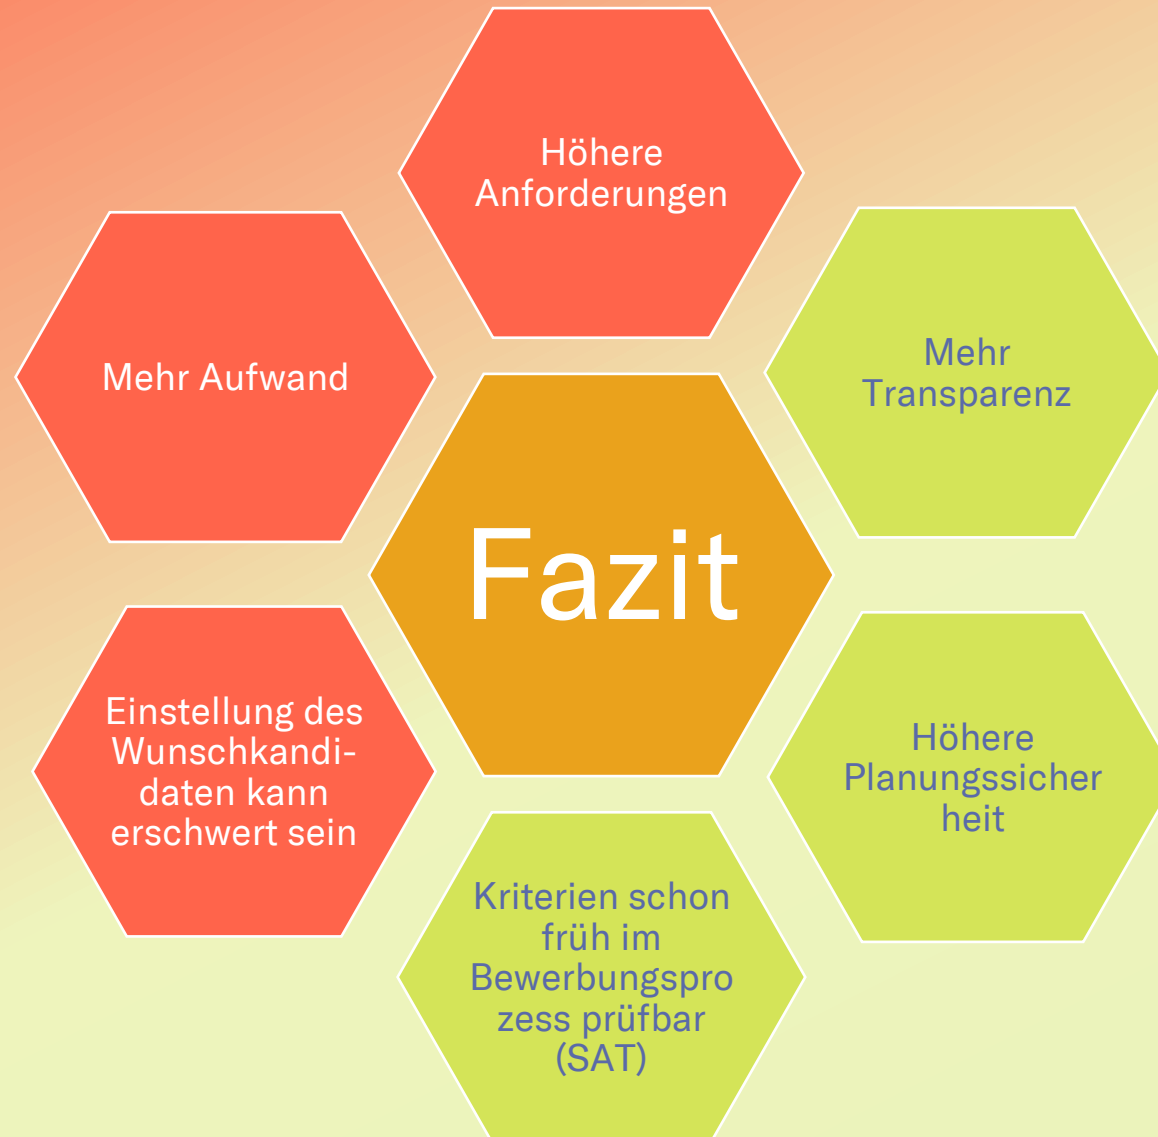 Höhere
Anforderungen
Mehr Aufwand
Mehr
Transparenz
Fazit
Einstellung des
Wunschkandi-
daten kann
erschwert sein
Höhere
Planungssicher
heit
Kriterien schon
früh im
Bewerbungspro
zess prüfbar
(SAT)